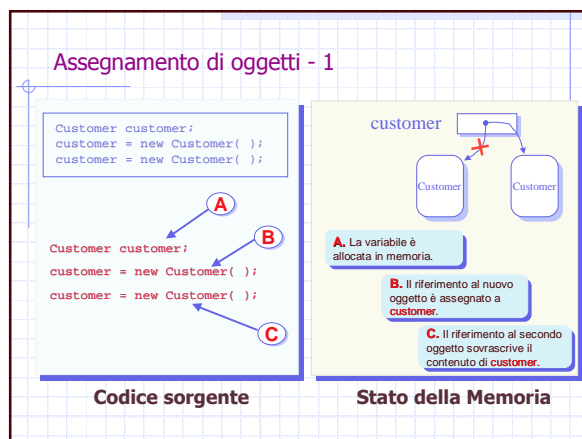 Assegnamento di oggetti - 1
Customer customer;
customer = new Customer( );
customer = new Customer( );
A
B
Customer customer;
customer = new Customer( );
customer = new Customer( );
C
customer
Customer
Customer
A. La variabile è
allocata in memoria.
B. Il riferimento al nuovo
oggetto è assegnato a
customer.
C. Il riferimento al secondo
oggetto sovrascrive il
contenuto di customer.
Codice sorgente
Stato della Memoria